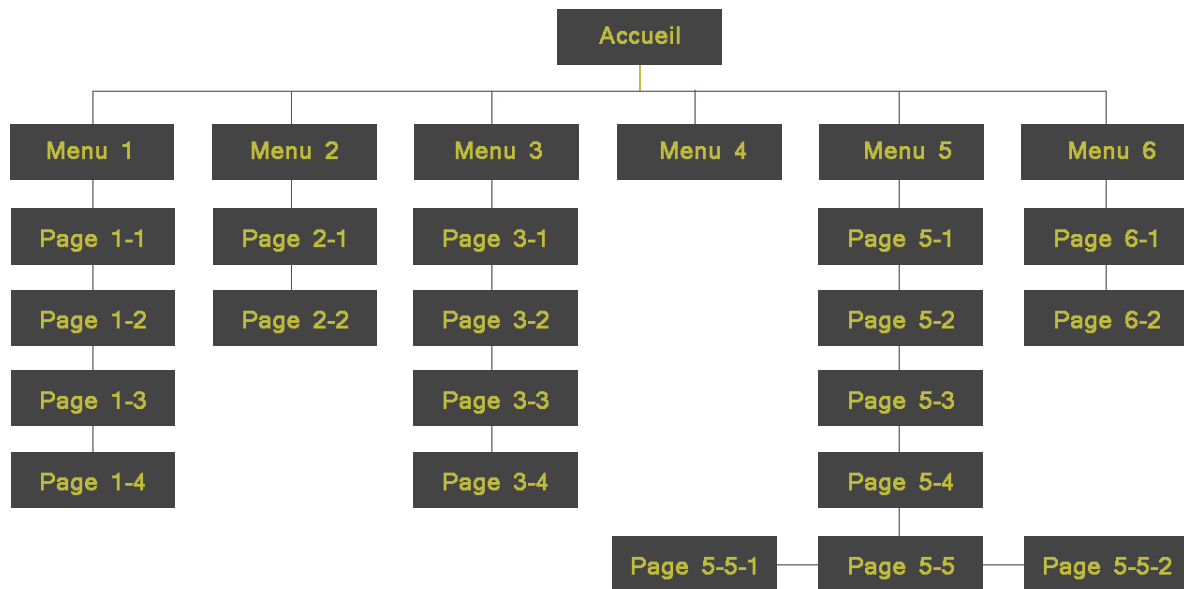 Accueil
Menu 1
Menu 2
Menu 3
Menu 4
Menu 5
Menu 6
Page 1-1
Page 2-1
Page 3-1
Page 5-1
Page 6-1
Page 1-2
Page 2-2
Page 3-2
Page 5-2
Page 6-2
Page 1-3
Page 3-3
Page 5-3
Page 1-4
Page 3-4
Page 5-4
Page 5-5-1
Page 5-5
Page 5-5-2